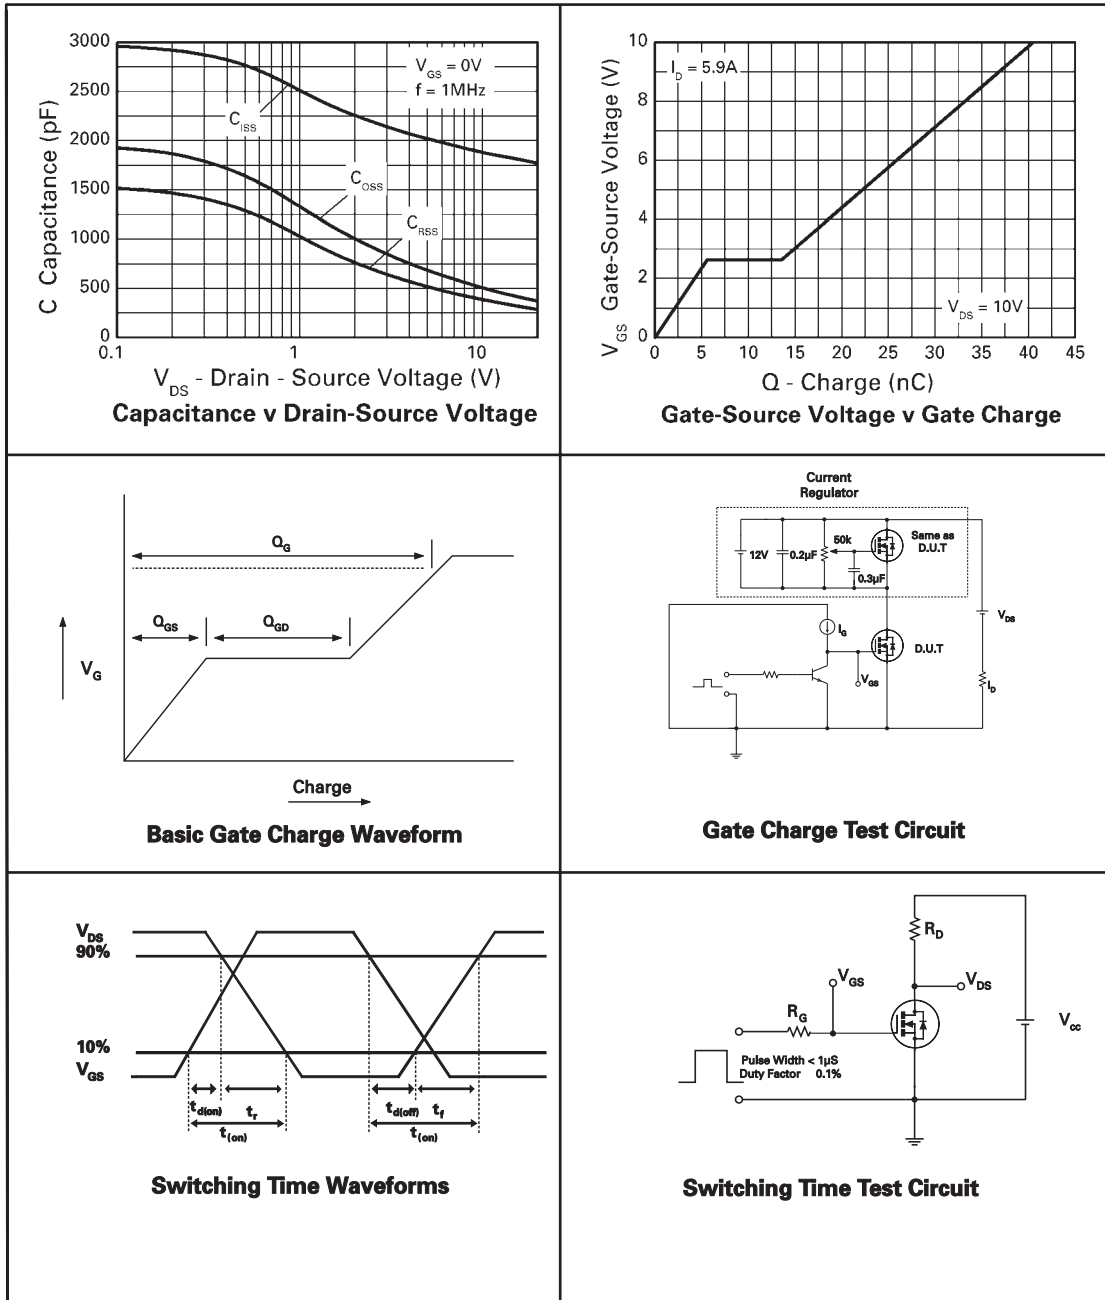 3000
2500
2000
1500
1000
500
0
C Capacitance (pF)
V_GS = 0V
f = 1MHz
C_ISS
C_OSS
C_RSS
0.1
1
10
V_DS - Drain - Source Voltage (V)
Capacitance v Drain-Source Voltage
10
8
6
4
2
0
V_GS Gate-Source Voltage (V)
I_D = 5.9A
V_DS = 10V
0 5 10 15 20 25 30 35 40 45
Q - Charge (nC)
Gate-Source Voltage v Gate Charge
Q_G
Q_GS
Q_GD
V_G
Charge
Basic Gate Charge Waveform
Current
Regulator
12V
0.2µF
50k
0.3µF
Same as
D.U.T
I_G
V_GS
D.U.T
V_DS
I_D
Gate Charge Test Circuit
V_DS
90%
10%
V_GS
t_d(on)
t_r
t_(on)
t_d(off)
t_f
t_(on)
Switching Time Waveforms
R_D
V_GS
V_DS
R_G
V_cc
Pulse Width < 1µS
Duty Factor 0.1%
Switching Time Test Circuit